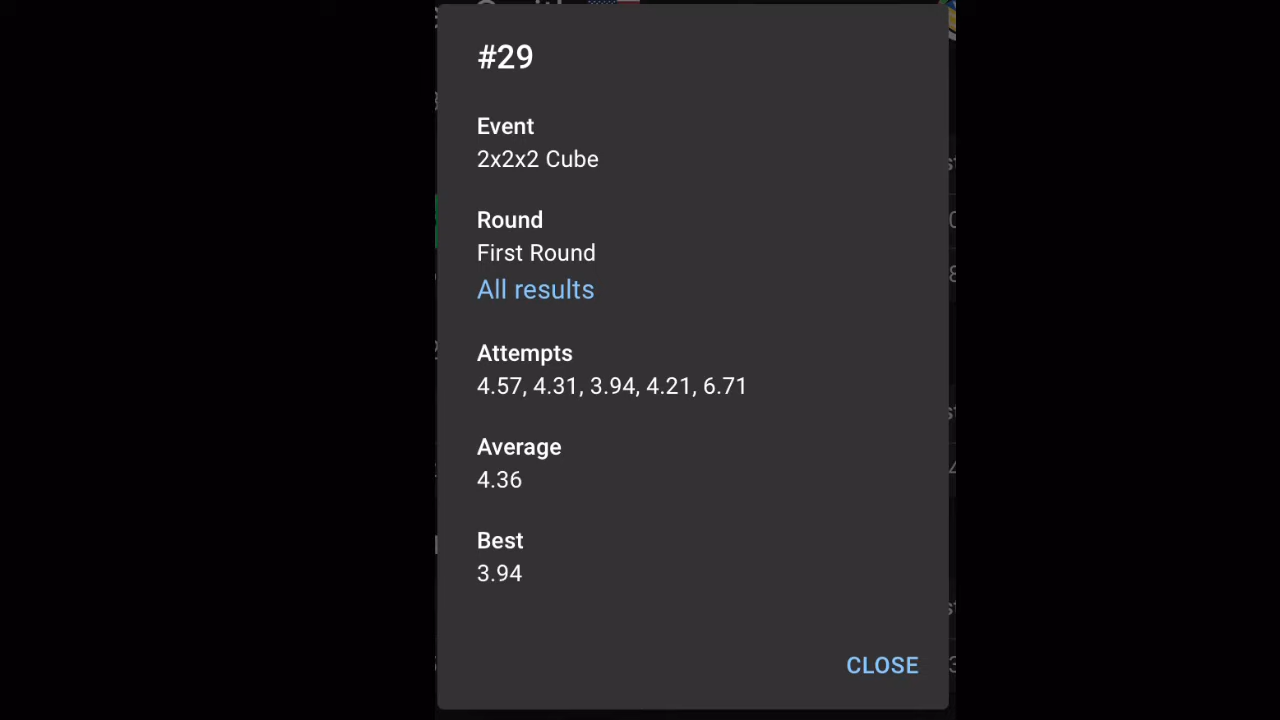 #29
Event
2x2x2 Cube
Round
First Round
All results
Attempts
4.57, 4.31, 3.94, 4.21, 6.71
Average
4.36
Best
3.94
CLOSE